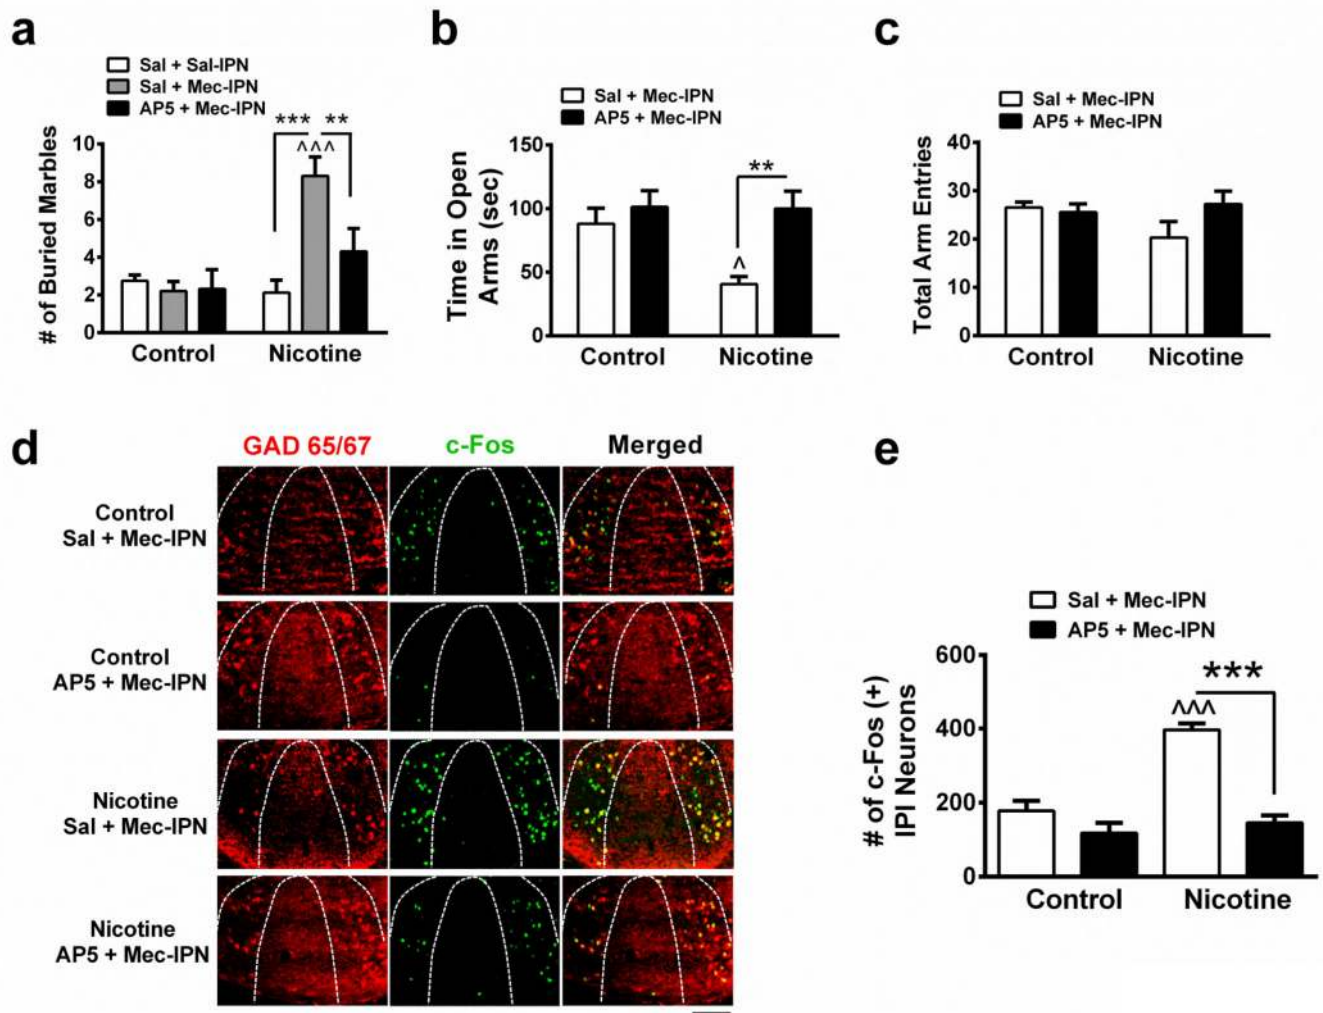 a
Sal + Sal-IPN
Sal + Mec-IPN
AP5 + Mec-IPN
# of Buried Marbles
10
8
6
4
2
0
*** **
^^^
Control Nicotine
b
Sal + Mec-IPN
AP5 + Mec-IPN
Time in Open
Arms (sec)
150
100
50
0
**
^
Control Nicotine
c
Sal + Mec-IPN
AP5 + Mec-IPN
Total Arm Entries
40
30
20
10
0
Control Nicotine
d
GAD 65/67 c-Fos Merged
Control
Sal + Mec-IPN
Control
AP5 + Mec-IPN
Nicotine
Sal + Mec-IPN
Nicotine
AP5 + Mec-IPN
e
Sal + Mec-IPN
AP5 + Mec-IPN
# of c-Fos (+)
IPI Neurons
600
400
200
0
***
^^^
Control Nicotine